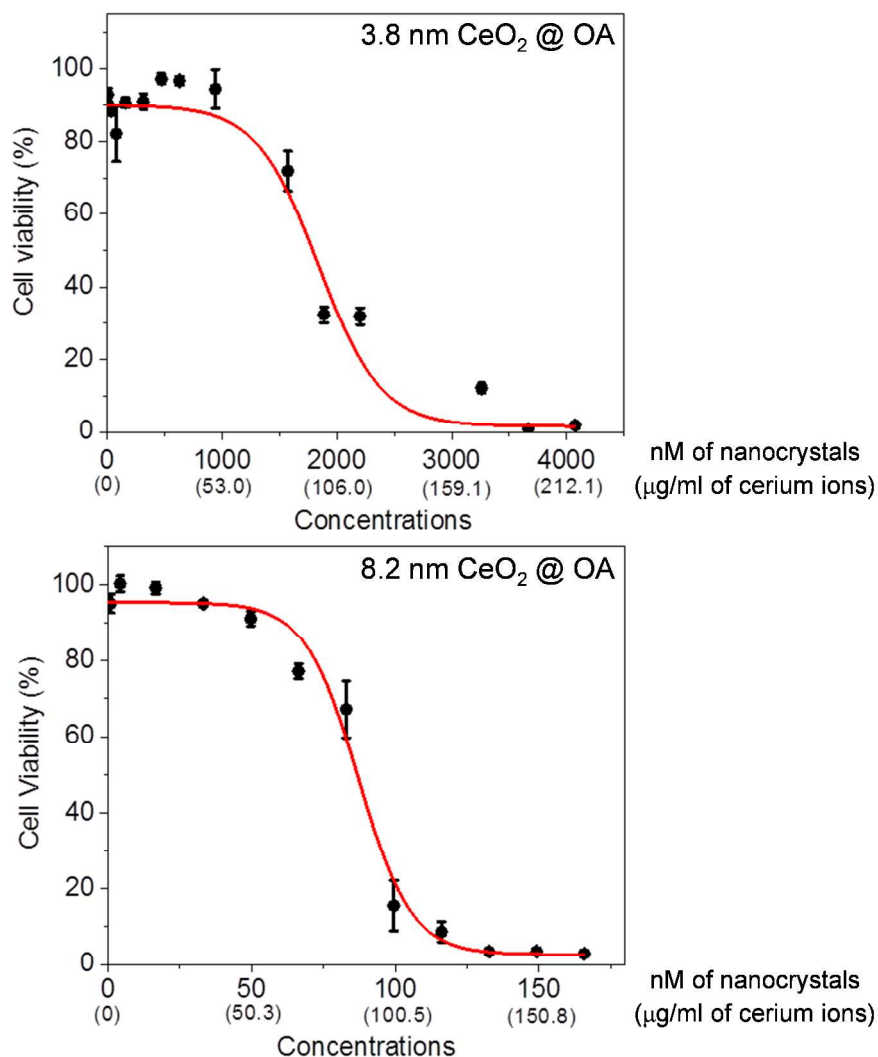 3.8 nm CeO₂ @ OA
Cell viability (%)
100
80
60
40
20
0
0 1000 2000 3000 4000 nM of nanocrystals
(0) (53.0) (106.0) (159.1) (212.1) (μg/ml of cerium ions)
Concentrations
8.2 nm CeO₂ @ OA
Cell Viability (%)
100
80
60
40
20
0
0 50 100 150 nM of nanocrystals
(0) (50.3) (100.5) (150.8) (μg/ml of cerium ions)
Concentrations